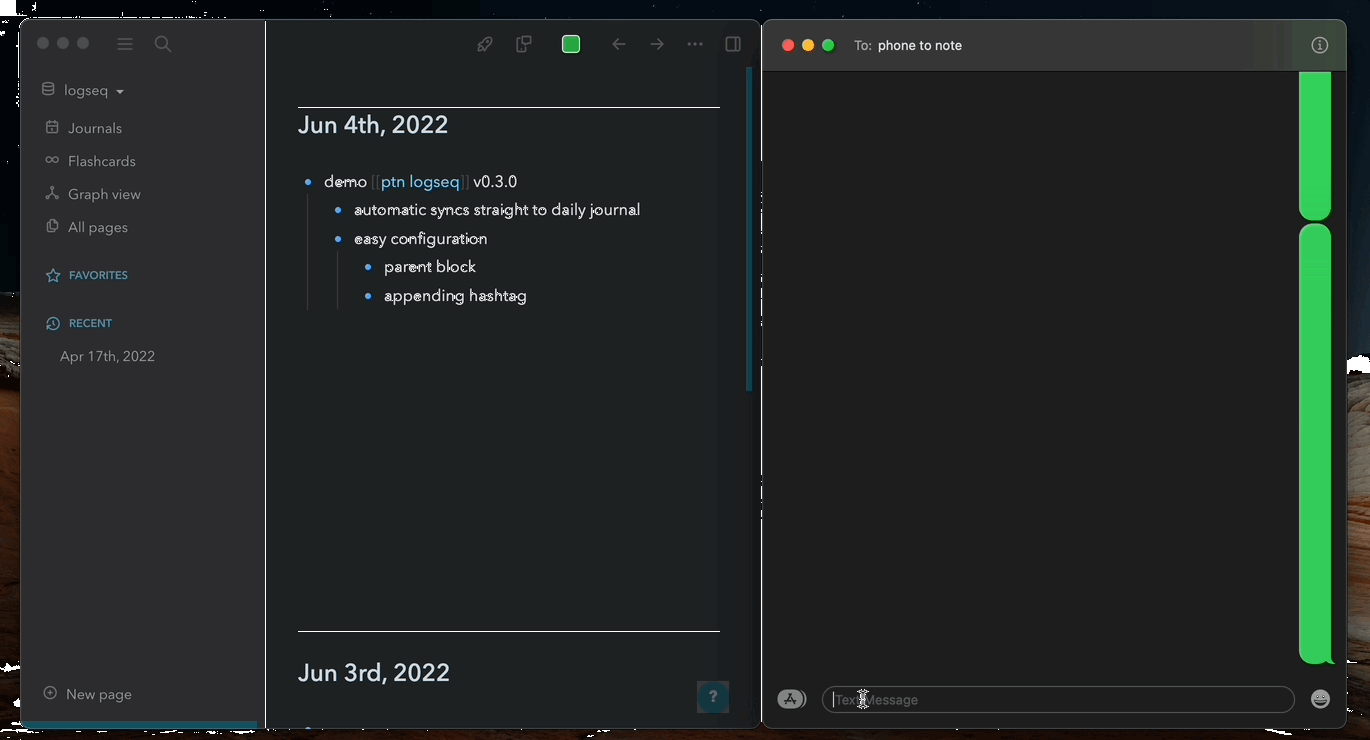 logseq
Journals
Flashcards
Graph view
All pages
FAVORITES
RECENT
Apr 17th, 2022
New page
Jun 4th, 2022
demo [[ptn logseq]] v0.3.0
automatic syncs straight to daily journal
easy configuration
parent block
appending hashtag
Jun 3rd, 2022
?
To: phone to note
Text Message